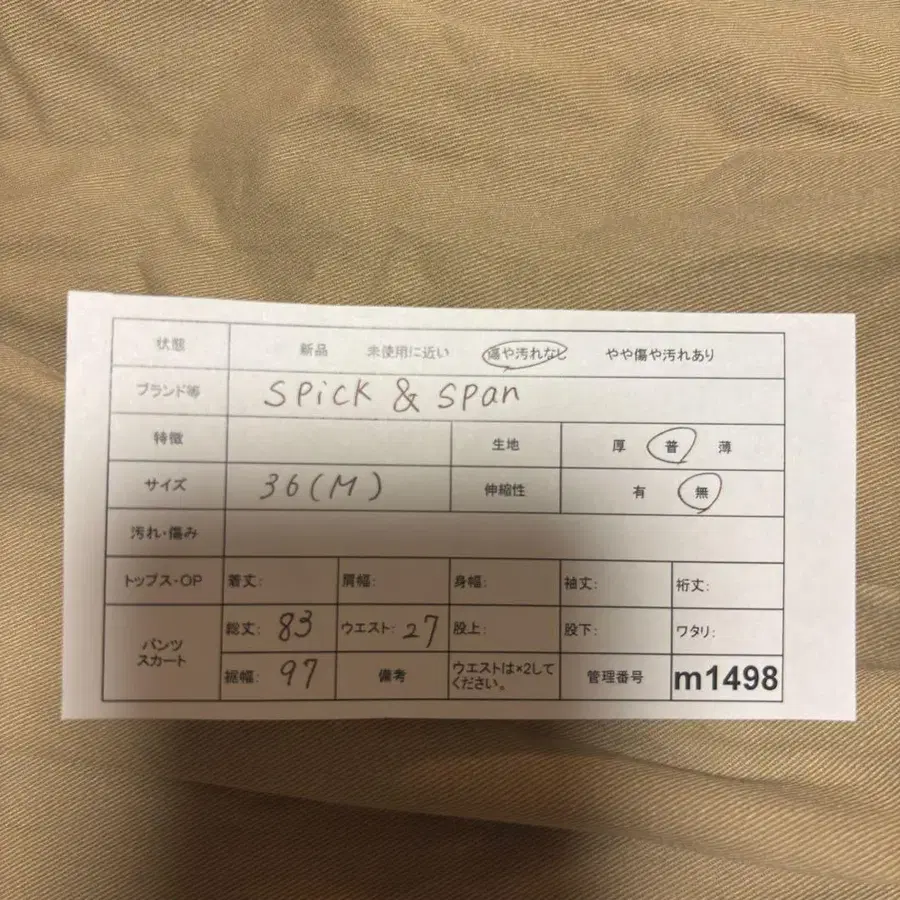 状態 新品 未使用に近い 傷や汚れなし やや傷や汚れあり
ブランド等 SPick & SPan
特徴 生地 厚 普 薄
サイズ 36(M) 伸縮性 有 無
汚れ・傷み
トップス・OP 着丈: 肩幅: 身幅: 袖丈: 裄丈:
パンツ
スカート
総丈: 83 ウエスト: 27 股上: 股下: ワタリ:
裾幅: 97 備考 ウエストは×2して
ください。 管理番号 m1498